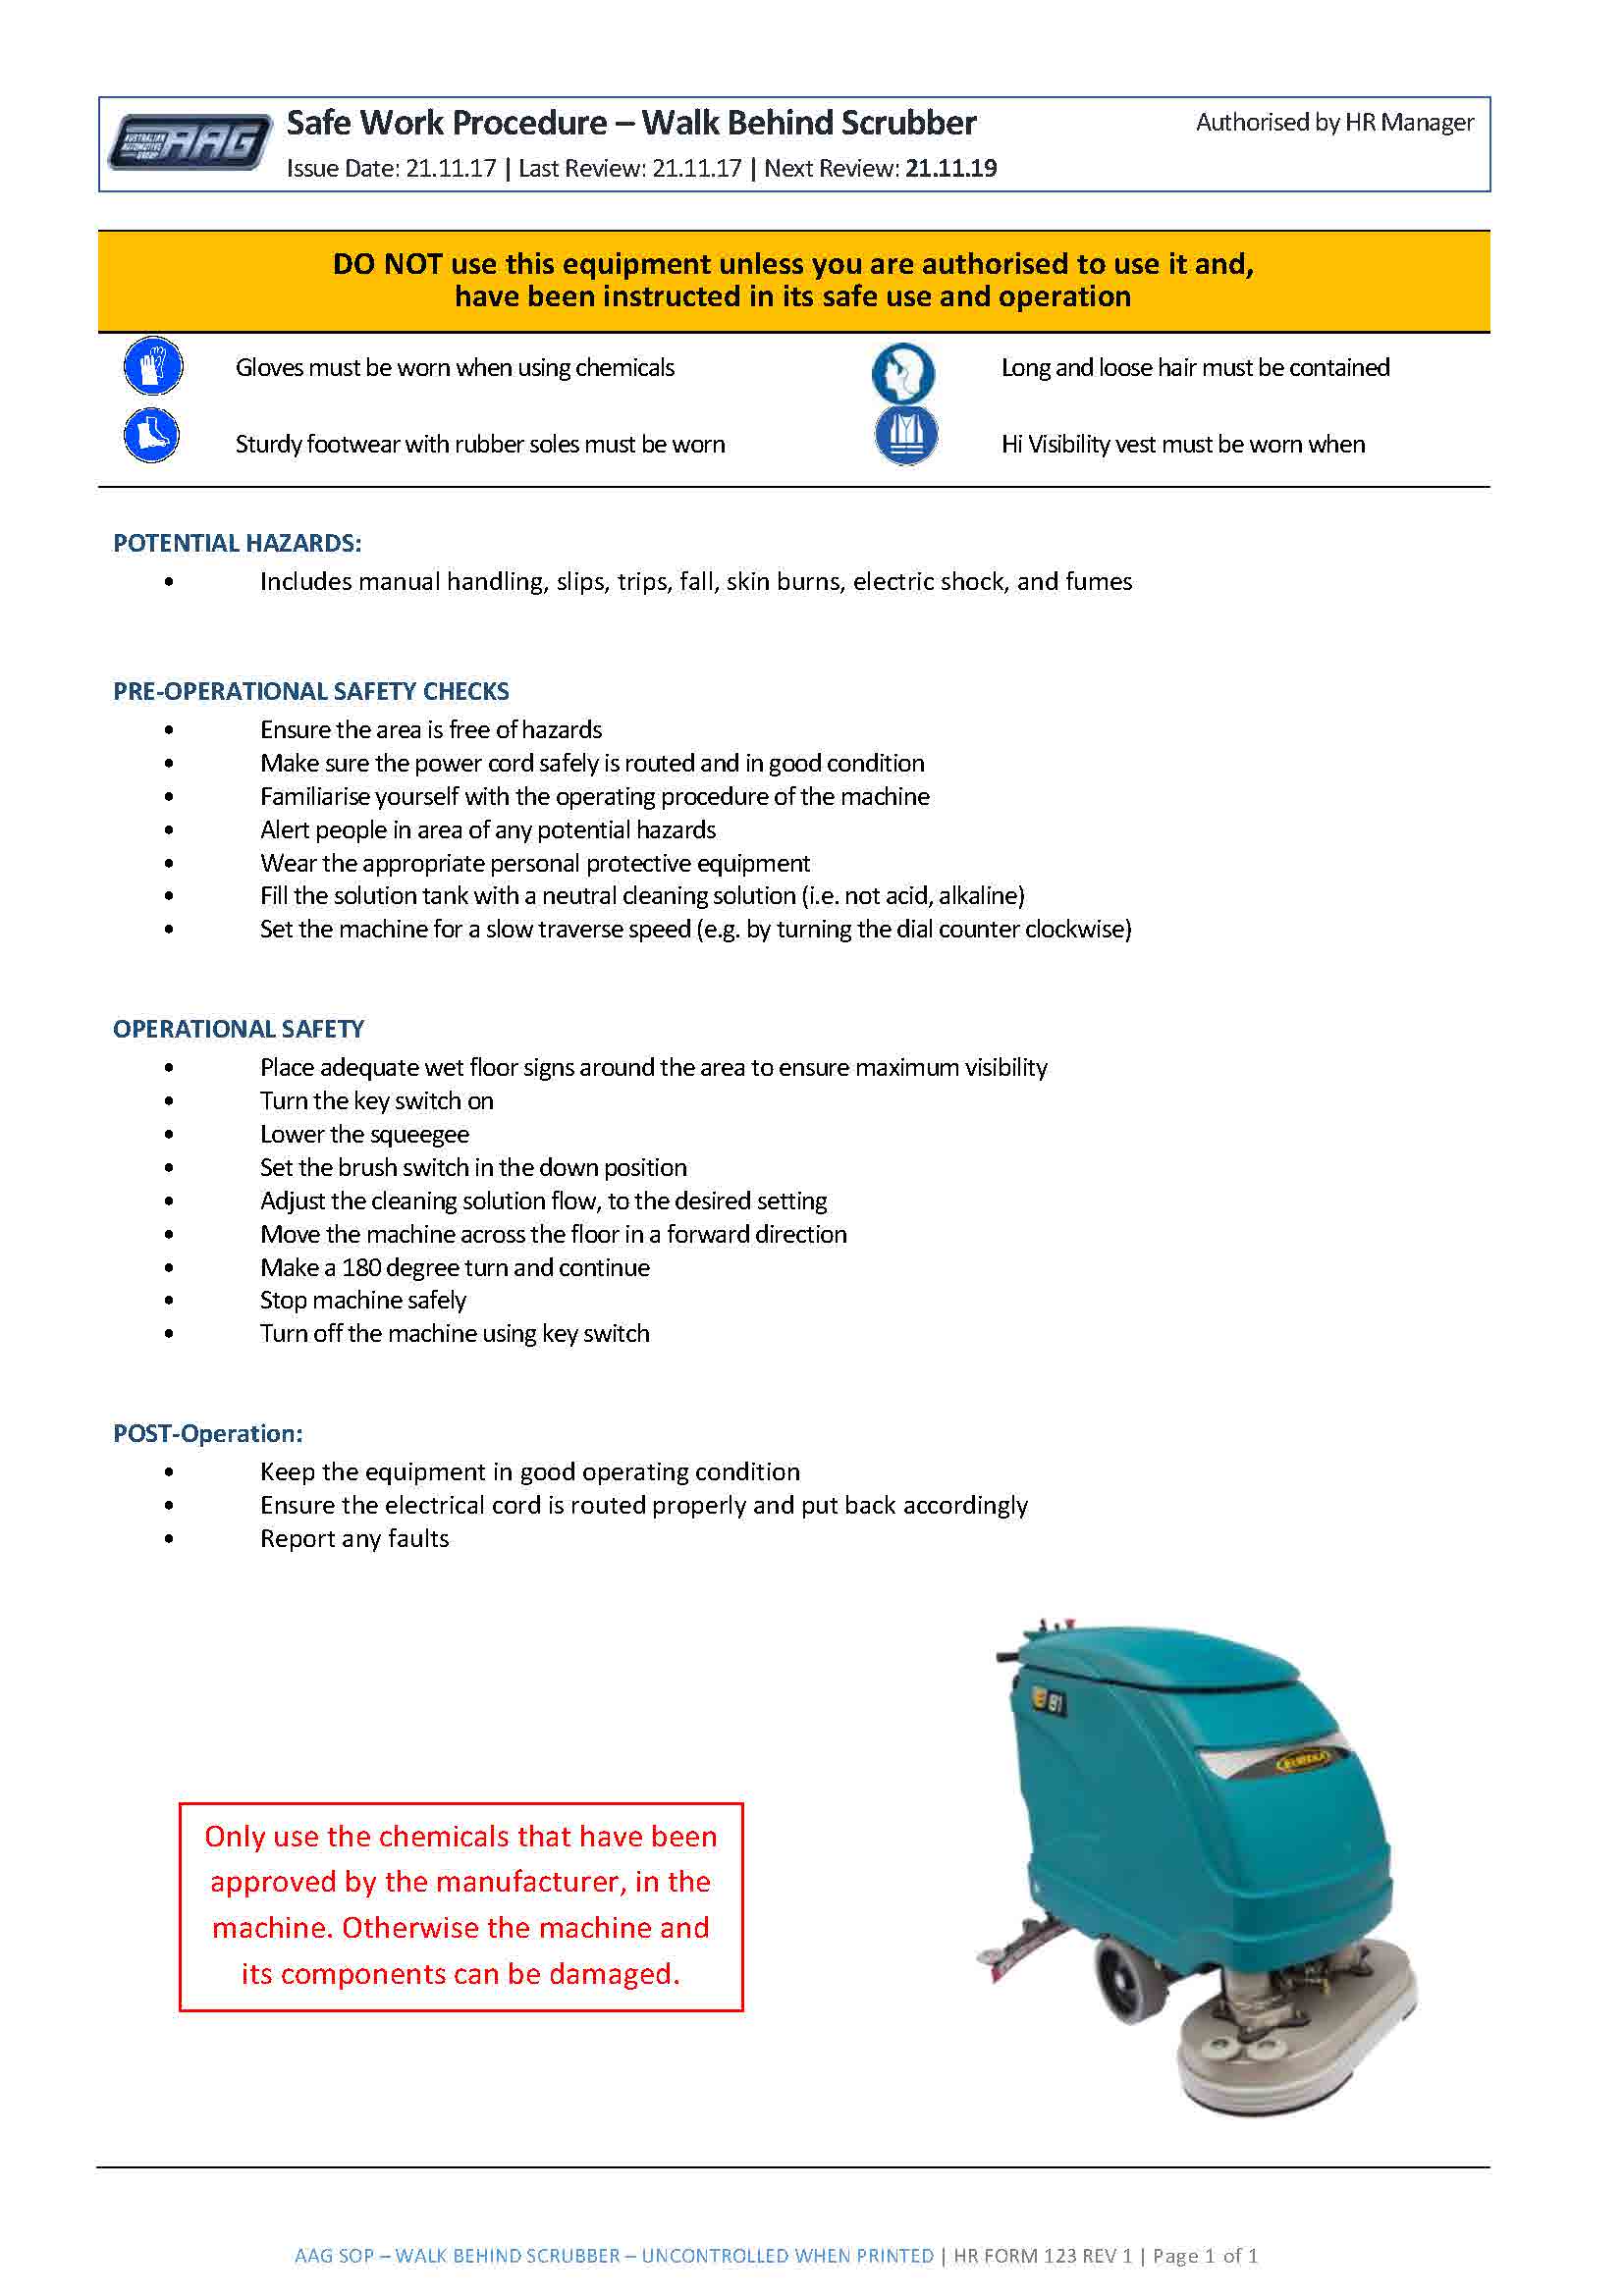 AUSTRALIAN
AUTOMOTIVE
GROUP
AAG
Safe Work Procedure – Walk Behind Scrubber
Authorised by HR Manager
Issue Date: 21.11.17 | Last Review: 21.11.17 | Next Review: 21.11.19
DO NOT use this equipment unless you are authorised to use it and,
have been instructed in its safe use and operation
Gloves must be worn when using chemicals
Long and loose hair must be contained
Sturdy footwear with rubber soles must be worn
Hi Visibility vest must be worn when
POTENTIAL HAZARDS:
• Includes manual handling, slips, trips, fall, skin burns, electric shock, and fumes
PRE-OPERATIONAL SAFETY CHECKS
• Ensure the area is free of hazards
• Make sure the power cord safely is routed and in good condition
• Familiarise yourself with the operating procedure of the machine
• Alert people in area of any potential hazards
• Wear the appropriate personal protective equipment
• Fill the solution tank with a neutral cleaning solution (i.e. not acid, alkaline)
• Set the machine for a slow traverse speed (e.g. by turning the dial counter clockwise)
OPERATIONAL SAFETY
• Place adequate wet floor signs around the area to ensure maximum visibility
• Turn the key switch on
• Lower the squeegee
• Set the brush switch in the down position
• Adjust the cleaning solution flow, to the desired setting
• Move the machine across the floor in a forward direction
• Make a 180 degree turn and continue
• Stop machine safely
• Turn off the machine using key switch
POST-Operation:
• Keep the equipment in good operating condition
• Ensure the electrical cord is routed properly and put back accordingly
• Report any faults
Only use the chemicals that have been
approved by the manufacturer, in the
machine. Otherwise the machine and
its components can be damaged.
EUREKA
AAG SOP – WALK BEHIND SCRUBBER – UNCONTROLLED WHEN PRINTED | HR FORM 123 REV 1 | Page 1 of 1